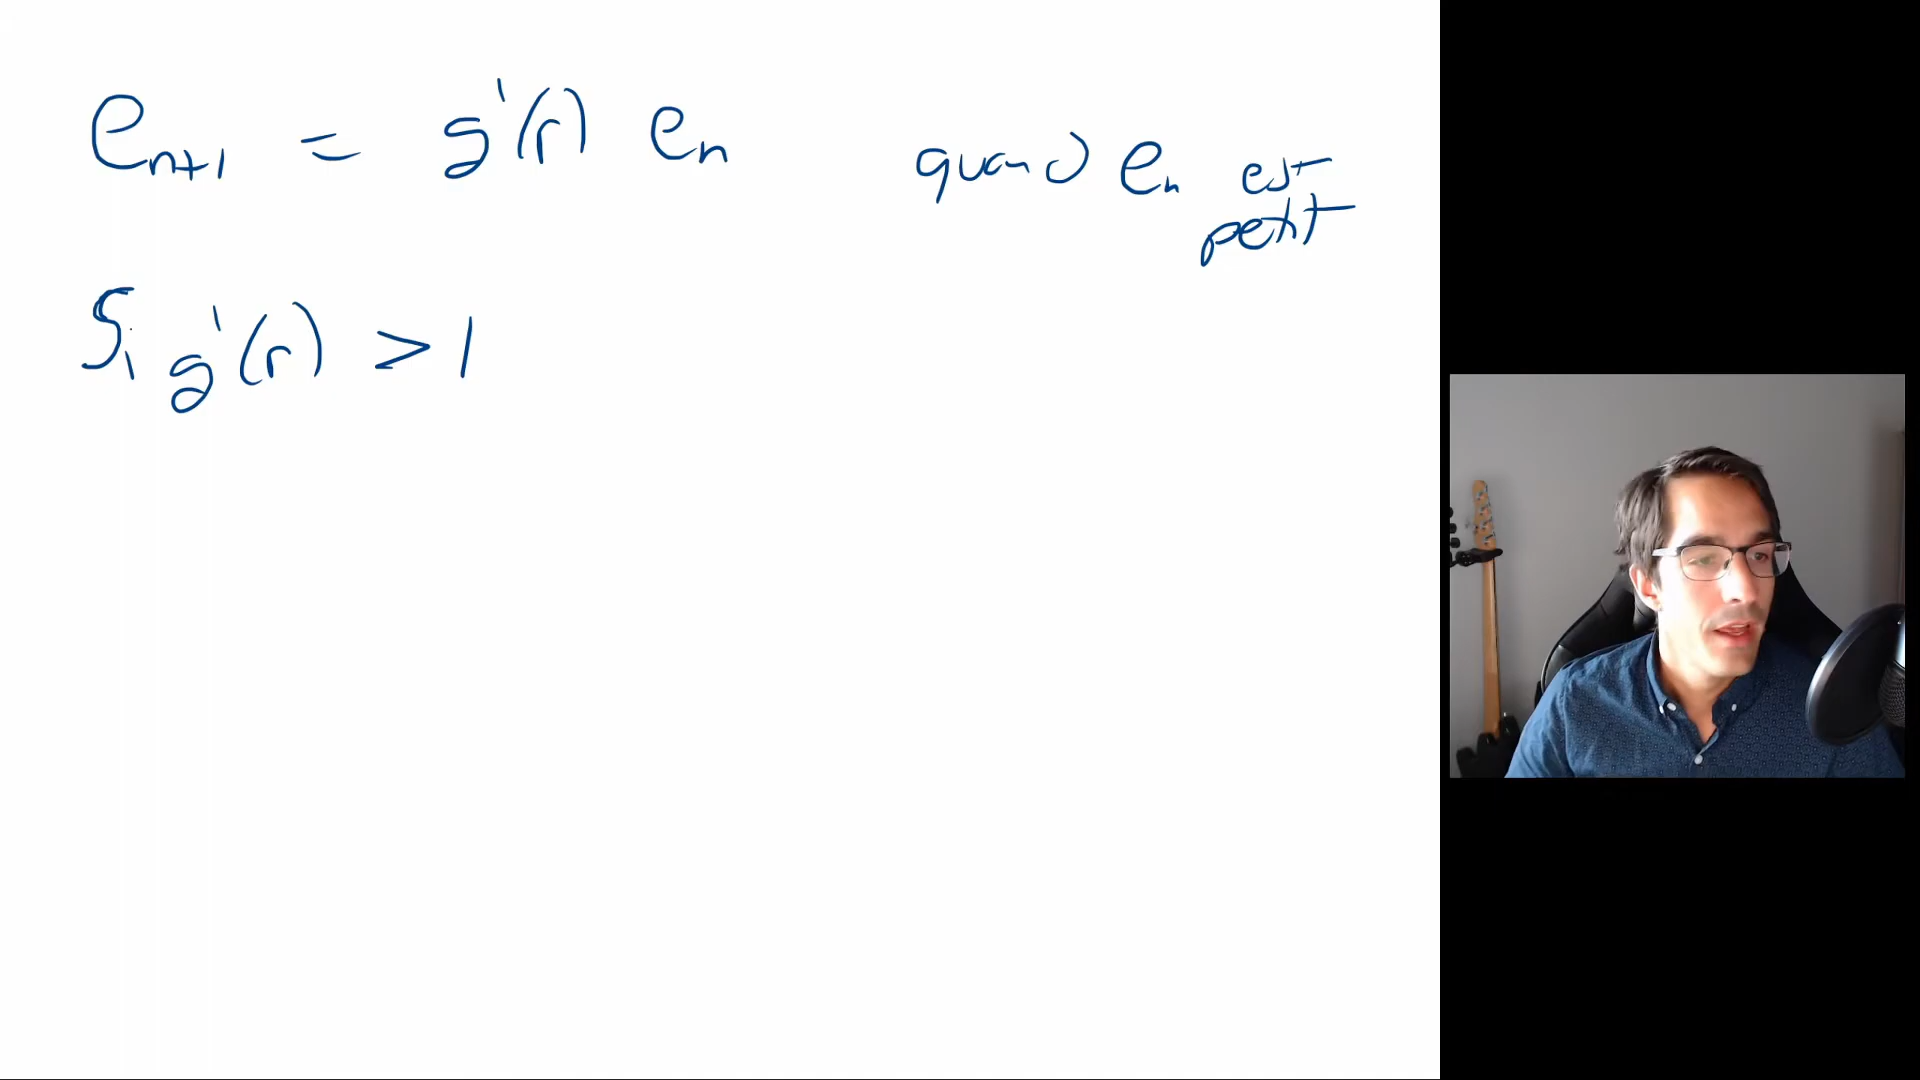 e_{n+1} = g'(r) e_n quand e_n est
petit
Si g'(r) > 1